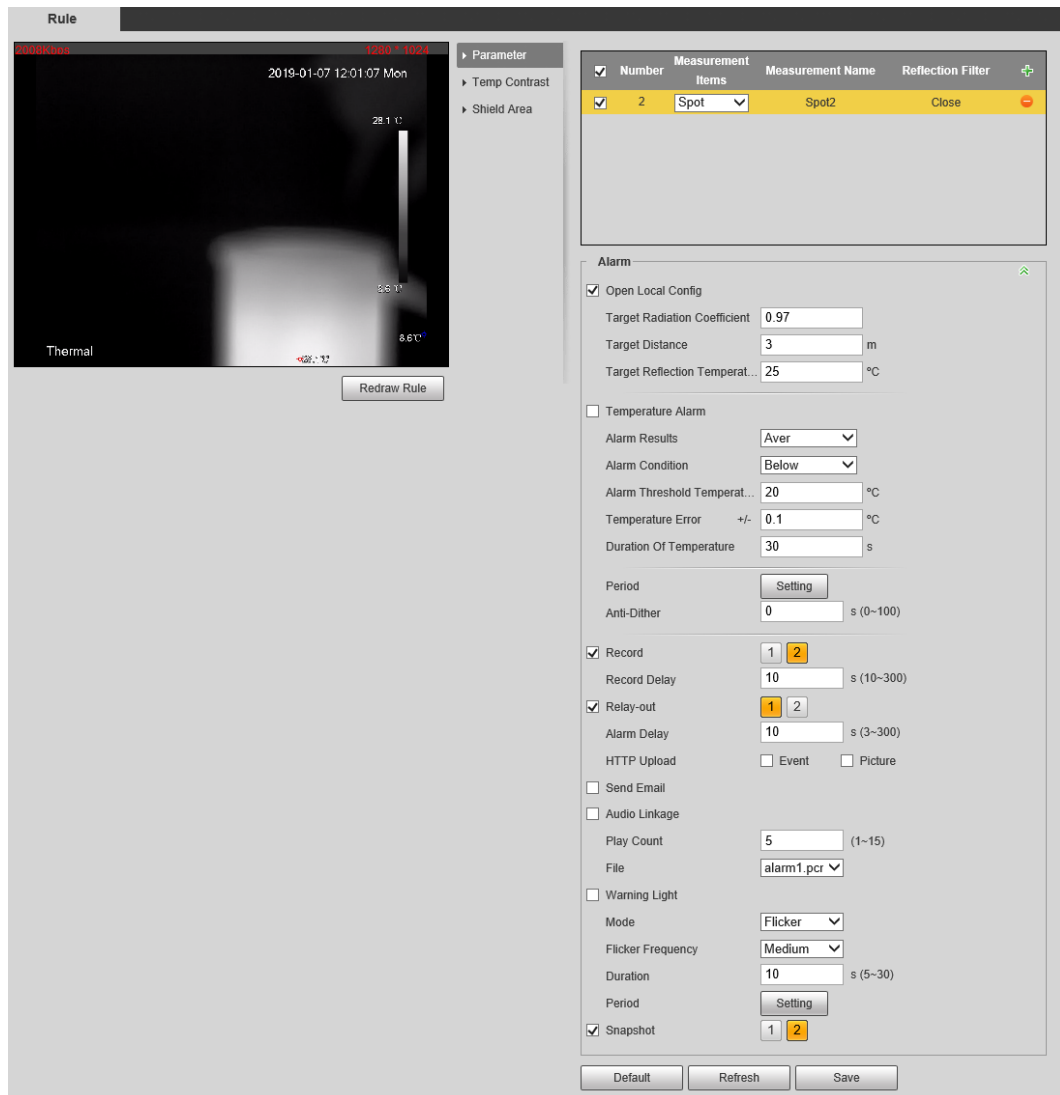 Rule
2008Kbps 1280 * 1024
2019-01-07 12:01:07 Mon
28.1 ℃
8.6℃
Thermal
Redraw Rule
Parameter
Temp Contrast
Shield Area
Number Measurement Items Measurement Name Reflection Filter
2 Spot Spot2 Close
Alarm
Open Local Config
Target Radiation Coefficient 0.97
Target Distance 3 m
Target Reflection Temperat... 25 °C
Temperature Alarm
Alarm Results Aver
Alarm Condition Below
Alarm Threshold Temperat... 20 °C
Temperature Error +/- 0.1 °C
Duration Of Temperature 30 s
Period Setting
Anti-Dither 0 s (0~100)
Record 1 2
Record Delay 10 s (10~300)
Relay-out 1 2
Alarm Delay 10 s (3~300)
HTTP Upload Event Picture
Send Email
Audio Linkage
Play Count 5 (1~15)
File alarm1.pcr
Warning Light
Mode Flicker
Flicker Frequency Medium
Duration 10 s (5~30)
Period Setting
Snapshot 1 2
Default Refresh Save